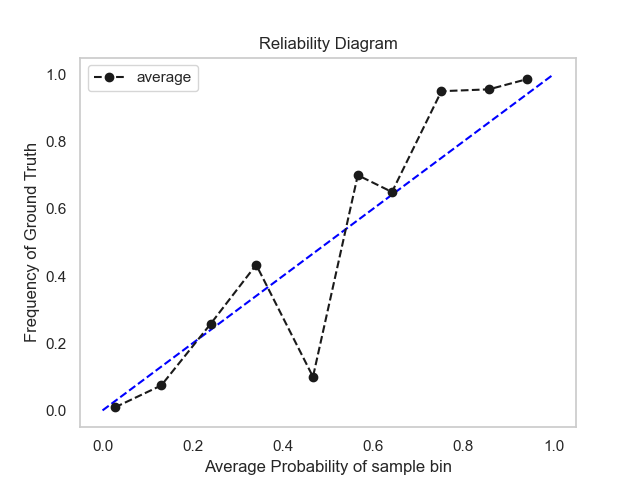 Reliability Diagram
average
1.0
0.8
0.6
0.4
0.2
0.0
Frequency of Ground Truth
0.0 0.2 0.4 0.6 0.8 1.0
Average Probability of sample bin